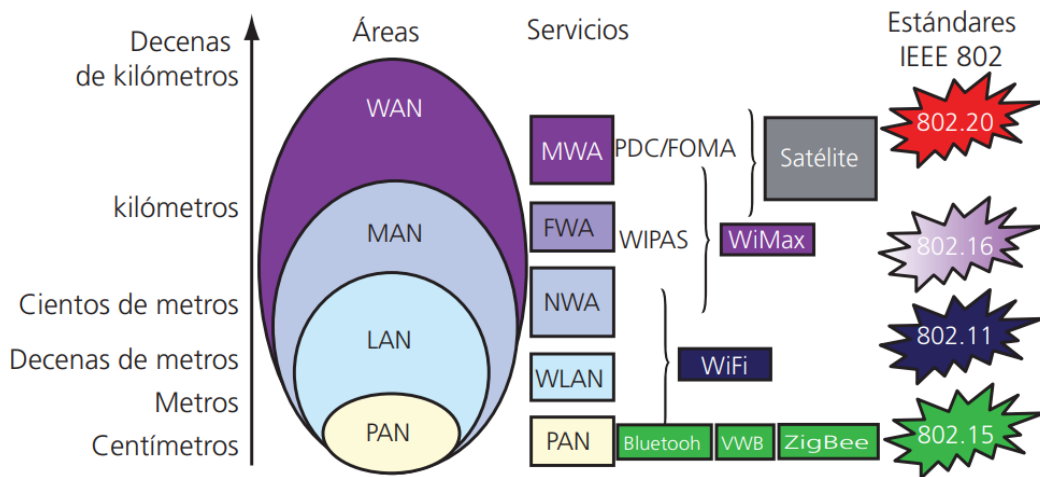 Decenas
de kilómetros
Áreas
Servicios
Estándares
IEEE 802
WAN
MWA
PDC/FOMA
Satélite
802.20
kilómetros
MAN
FWA
WIPAS
WiMax
802.16
Cientos de metros
NWA
802.11
Decenas de metros
LAN
WLAN
WiFi
Metros
Centímetros
PAN
PAN
Bluetooh
VWB
ZigBee
802.15